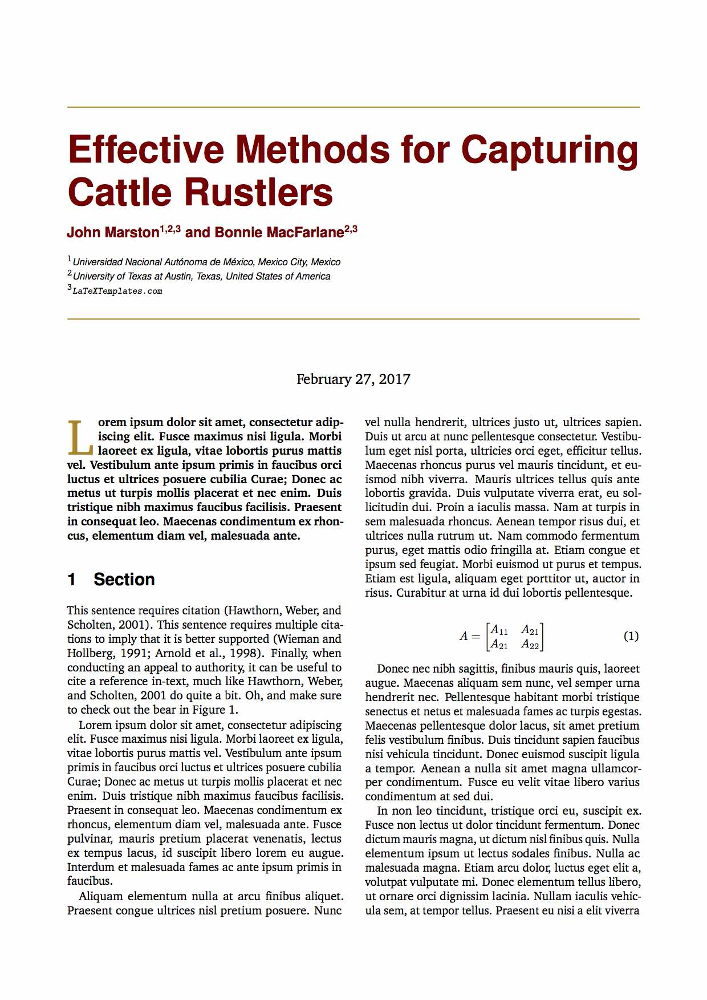 Effective Methods for Capturing
Cattle Rustlers
John Marston1,2,3 and Bonnie MacFarlane2,3
1Universidad Nacional Autónoma de México, Mexico City, Mexico
2University of Texas at Austin, Texas, United States of America
3LaTeXTemplates.com
February 27, 2017
Lorem ipsum dolor sit amet, consectetur adip-
iscing elit. Fusce maximus nisi ligula. Morbi
laoreet ex ligula, vitae lobortis purus mattis
vel. Vestibulum ante ipsum primis in faucibus orci
luctus et ultrices posuere cubilia Curae; Donec ac
metus ut turpis mollis placerat et nec enim. Duis
tristique nibh maximus faucibus facilisis. Praesent
in consequat leo. Maecenas condimentum ex rhon-
cus, elementum diam vel, malesuada ante.
1 Section
This sentence requires citation (Hawthorn, Weber, and
Scholten, 2001). This sentence requires multiple cita-
tions to imply that it is better supported (Wieman and
Hollberg, 1991; Arnold et al., 1998). Finally, when
conducting an appeal to authority, it can be useful to
cite a reference in-text, much like Hawthorn, Weber,
and Scholten, 2001 do quite a bit. Oh, and make sure
to check out the bear in Figure 1.
Lorem ipsum dolor sit amet, consectetur adipiscing
elit. Fusce maximus nisi ligula. Morbi laoreet ex ligula,
vitae lobortis purus mattis vel. Vestibulum ante ipsum
primis in faucibus orci luctus et ultrices posuere cubilia
Curae; Donec ac metus ut turpis mollis placerat et nec
enim. Duis tristique nibh maximus faucibus facilisis.
Praesent in consequat leo. Maecenas condimentum ex
rhoncus, elementum diam vel, malesuada ante. Fusce
pulvinar, mauris pretium placerat venenatis, lectus
ex tempus lacus, id suscipit libero lorem eu augue.
Interdum et malesuada fames ac ante ipsum primis in
faucibus.
Aliquam elementum nulla at arcu finibus aliquet.
Praesent congue ultrices nisl pretium posuere. Nunc
vel nulla hendrerit, ultrices justo ut, ultrices sapien.
Duis ut arcu at nunc pellentesque consectetur. Vestibu-
lum eget nisl porta, ultricies orci eget, efficitur tellus.
Maecenas rhoncus purus vel mauris tincidunt, et eu-
ismod nibh viverra. Mauris ultrices tellus quis ante
lobortis gravida. Duis vulputate viverra erat, eu sol-
licitudin dui. Proin a iaculis massa. Nam at turpis in
sem malesuada rhoncus. Aenean tempor risus dui, et
ultrices nulla rutrum ut. Nam commodo fermentum
purus, eget mattis odio fringilla at. Etiam congue et
ipsum sed feugiat. Morbi euismod ut purus et tempus.
Etiam est ligula, aliquam eget porttitor ut, auctor in
risus. Curabitur at urna id dui lobortis pellentesque.
A = [A11 A21
A21 A22] (1)
Donec nec nibh sagittis, finibus mauris quis, laoreet
augue. Maecenas aliquam sem nunc, vel semper urna
hendrerit nec. Pellentesque habitant morbi tristique
senectus et netus et malesuada fames ac turpis egestas.
Maecenas pellentesque dolor lacus, sit amet pretium
felis vestibulum finibus. Duis tincidunt sapien faucibus
nisi vehicula tincidunt. Donec euismod suscipit ligula
a tempor. Aenean a nulla sit amet magna ullamcor-
per condimentum. Fusce eu velit vitae libero varius
condimentum at sed dui.
In non leo tincidunt, tristique orci eu, suscipit ex.
Fusce non lectus ut dolor tincidunt fermentum. Donec
dictum mauris magna, ut dictum nisl finibus quis. Nulla
elementum ipsum ut lectus sodales finibus. Nulla ac
malesuada magna. Etiam arcu dolor, luctus eget elit a,
volutpat vulputate mi. Donec elementum tellus libero,
ut ornare orci dignissim lacinia. Nullam iaculis vehic-
ula sem, at tempor tellus. Praesent eu nisi a elit viverra